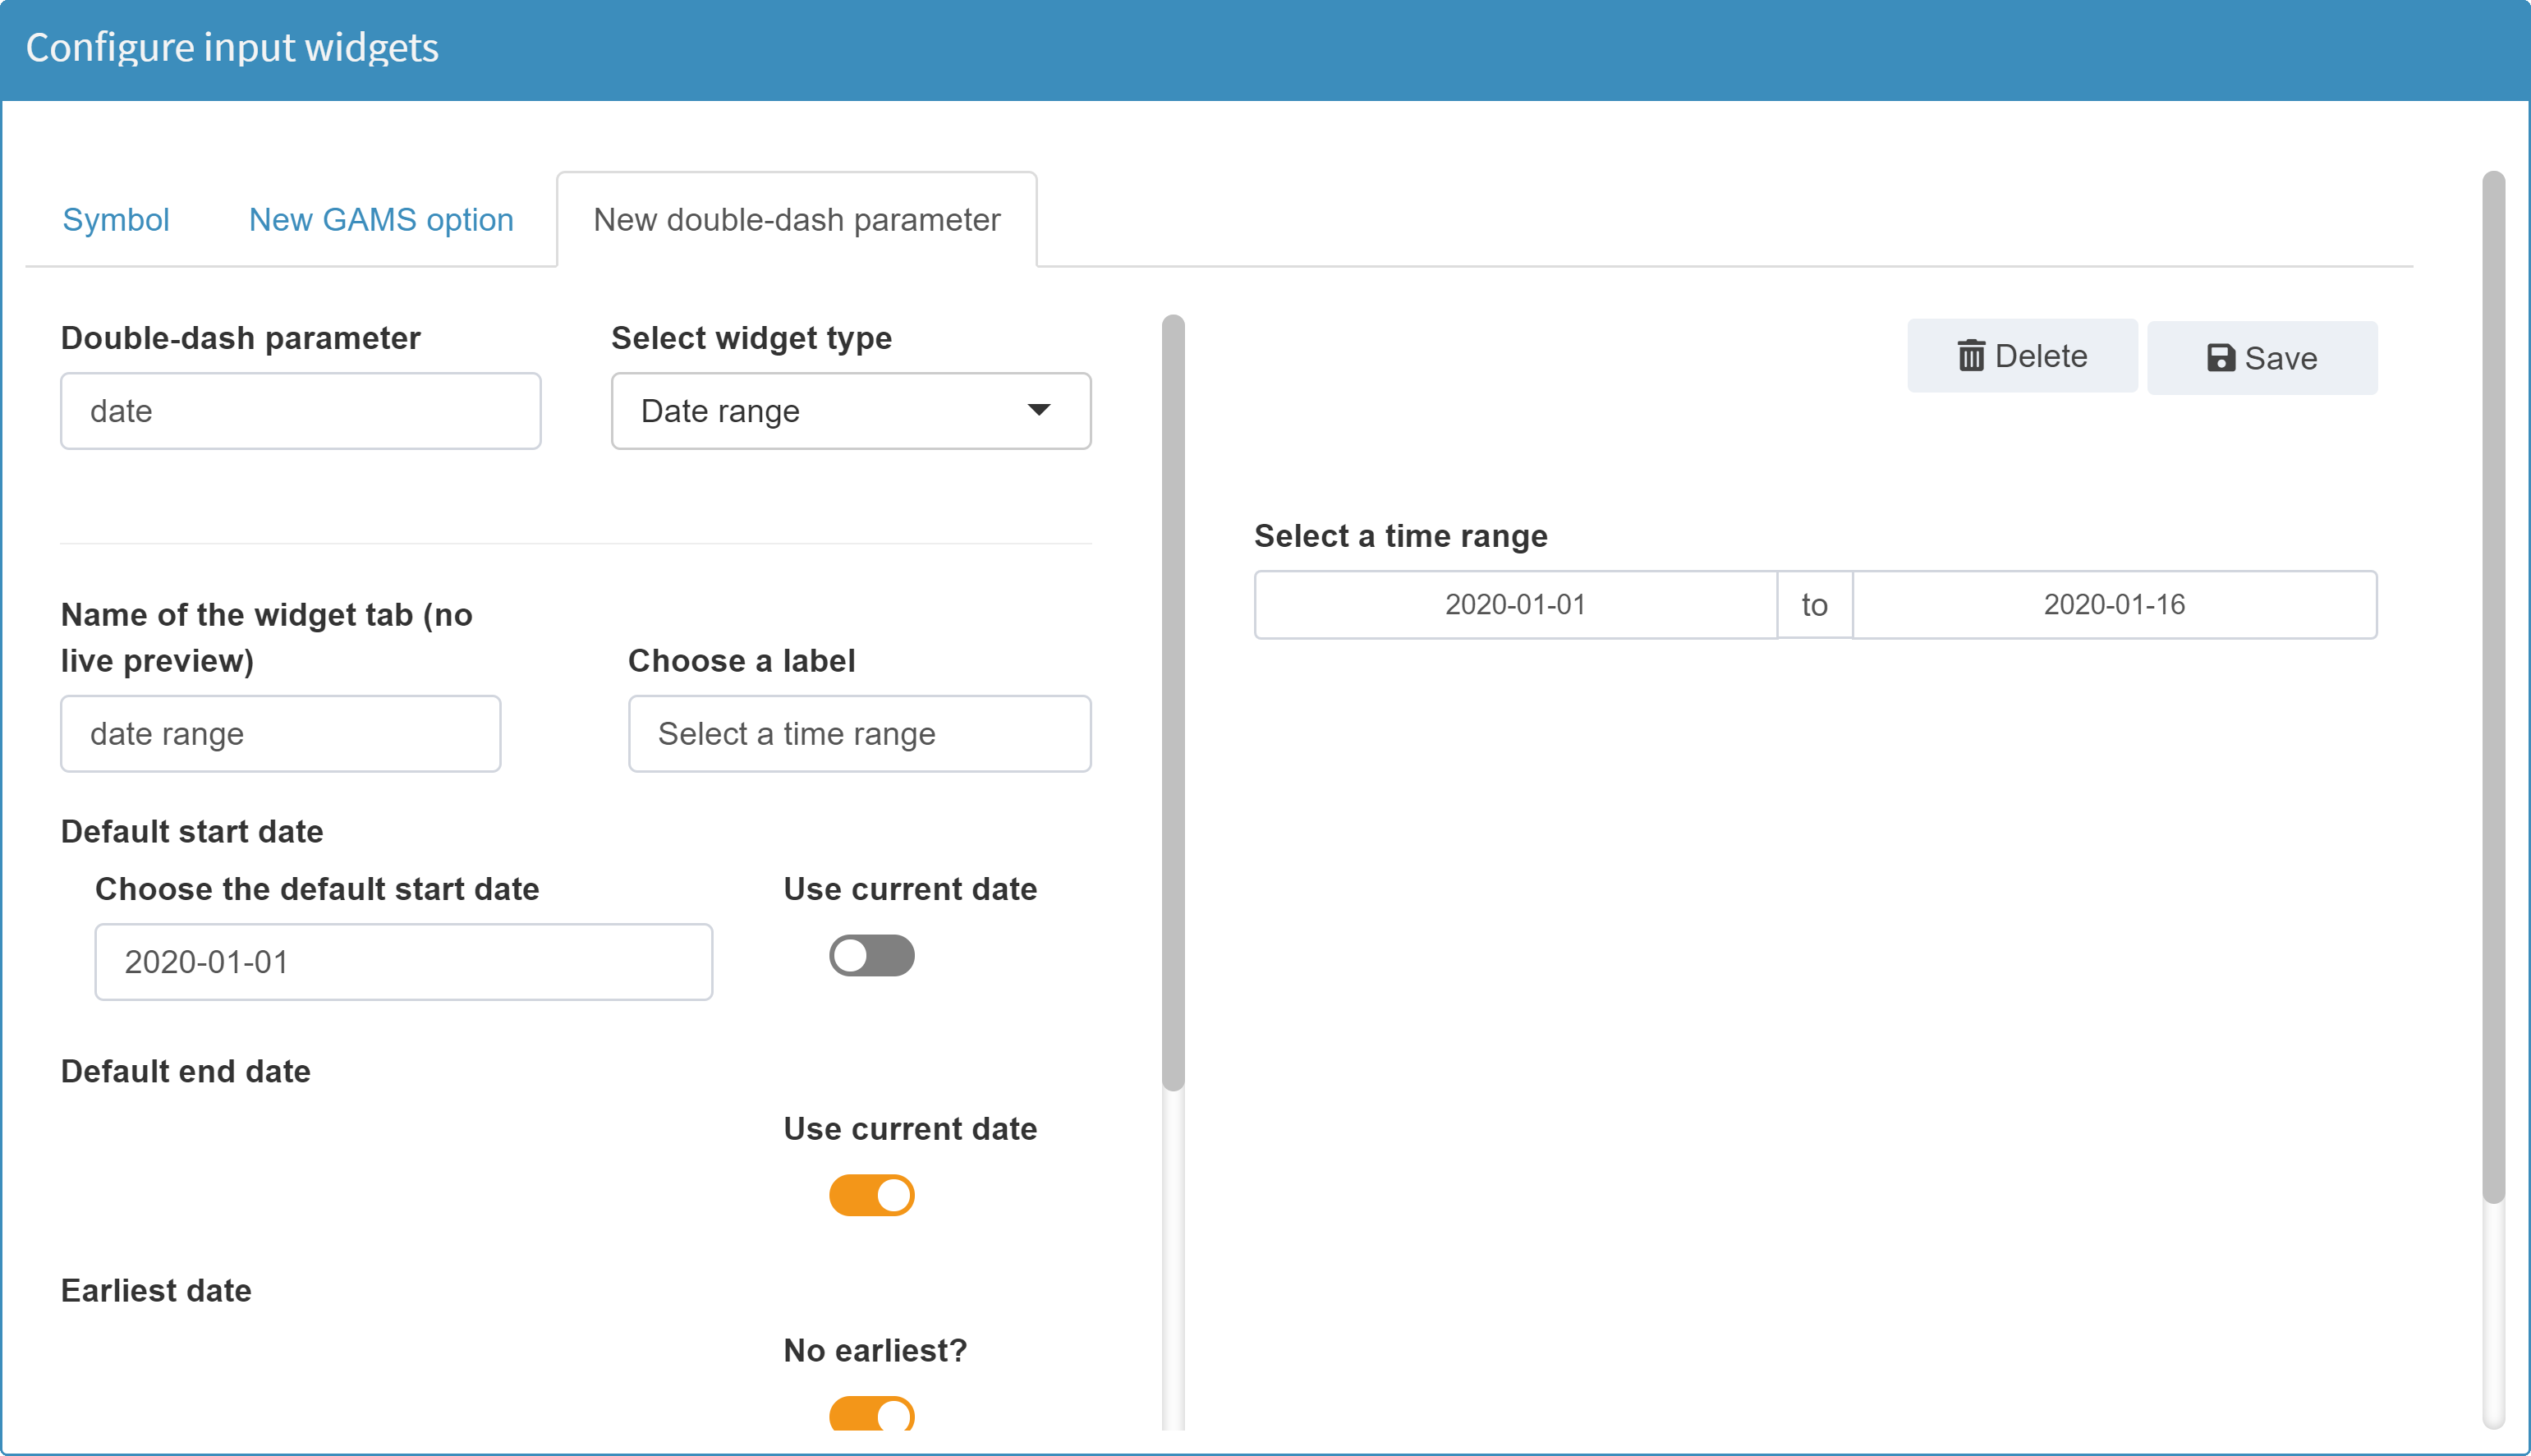 Configure input widgets
Symbol
New GAMS option
New double-dash parameter
Double-dash parameter
Select widget type
date
Date range
Name of the widget tab (no
live preview)
Choose a label
date range
Select a time range
Default start date
Choose the default start date
Use current date
2020-01-01
Default end date
Use current date
Earliest date
No earliest?
Delete
Save
Select a time range
2020-01-01 to 2020-01-16